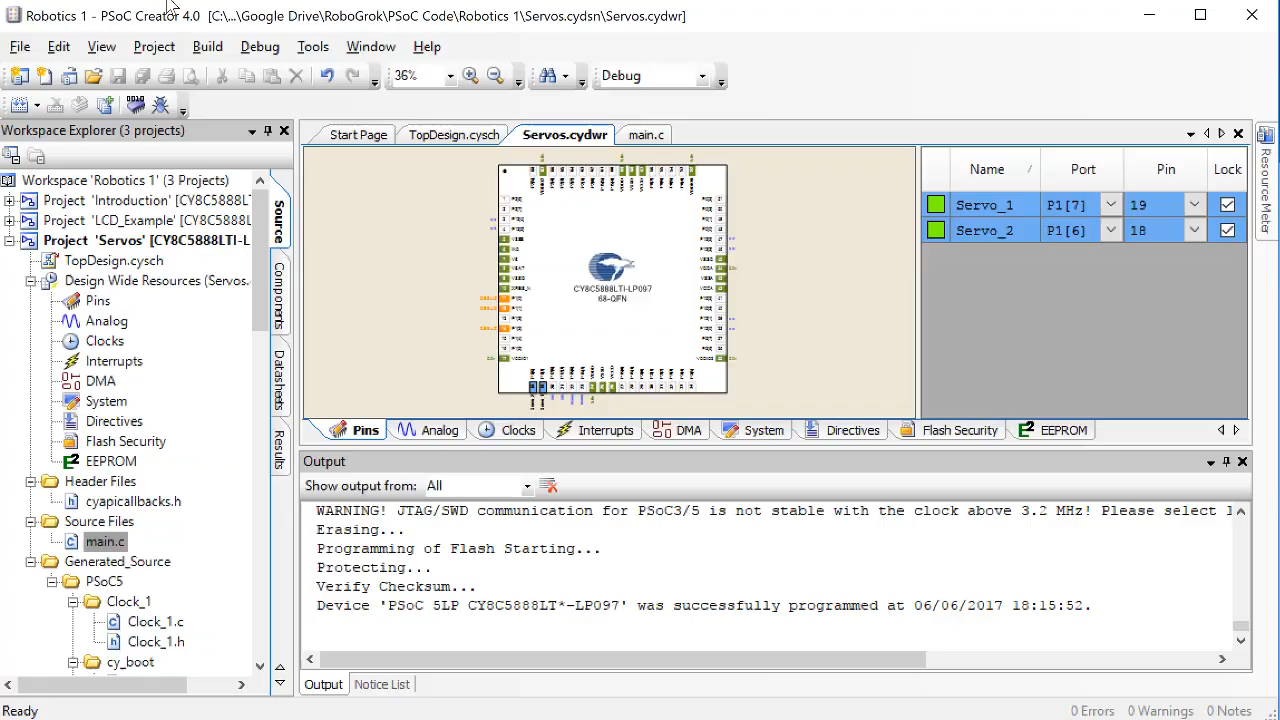 Robotics 1 - PSoC Creator 4.0 [C:\...\Google Drive\RoboGrok\PSoC Code\Robotics 1\Servos.cydsn\Servos.cydwr]
File Edit View Project Build Debug Tools Window Help
36% Debug
Workspace Explorer (3 projects)
Start Page TopDesign.cysch Servos.cydwr main.c
Workspace 'Robotics 1' (3 Projects)
Project 'Introduction' [CY8C5888L
Project 'LCD_Example' [CY8C5888L
Project 'Servos' [CY8C5888LTI-L
TopDesign.cysch
Design Wide Resources (Servos.
Pins
Analog
Clocks
Interrupts
DMA
System
Directives
Flash Security
EEPROM
Header Files
cyapicallbacks.h
Source Files
main.c
Generated_Source
PSoC5
Clock_1
Clock_1.c
Clock_1.h
cy_boot
Source
Components
Datasheets
Results
CY8C5888LTI-LP097
68-QFN
Name / Port Pin Lock
Servo_1 P1[7] 19
Servo_2 P1[6] 18
Resource Meter
Pins Analog Clocks Interrupts DMA System Directives Flash Security EEPROM
Output
Show output from: All
WARNING! JTAG/SWD communication for PSoC3/5 is not stable with the clock above 3.2 MHz! Please select
Erasing...
Programming of Flash Starting...
Protecting...
Verify Checksum...
Device 'PSoC 5LP CY8C5888LT*-LP097' was successfully programmed at 06/06/2017 18:15:52.
Output Notice List
Ready 0 Errors 0 Warnings 0 Notes